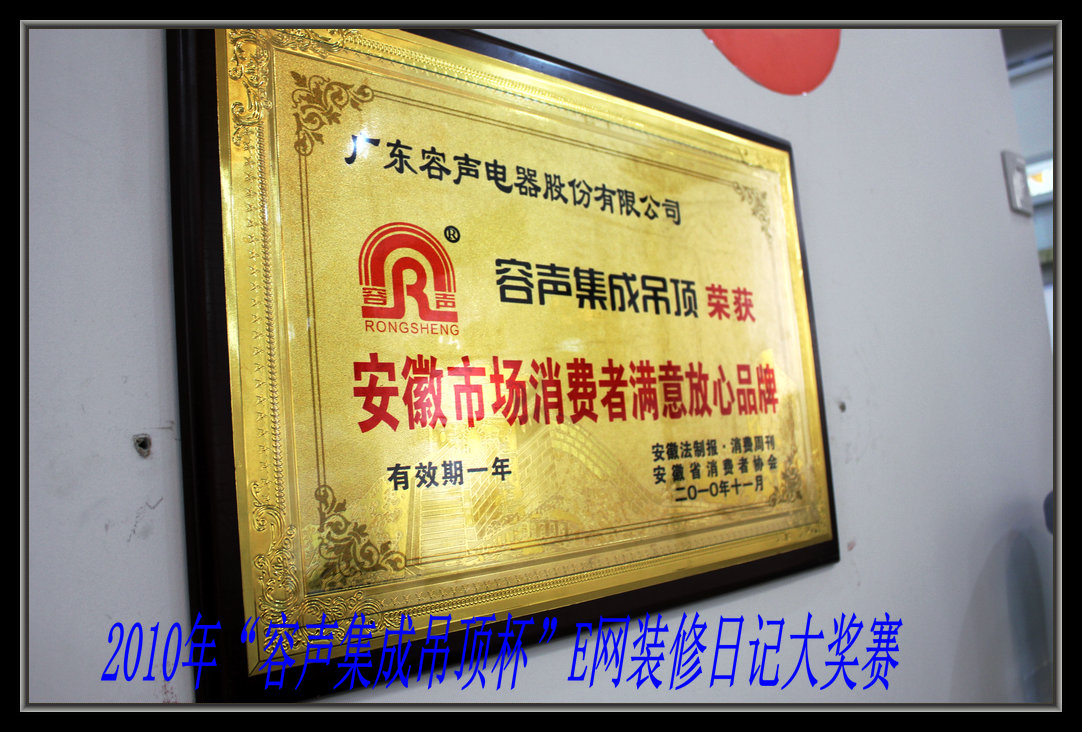 广东容声电器股份有限公司
®
容声
RONGSHENG
容声集成吊顶 荣获
安徽市场消费者满意放心品牌
有效期一年
安徽法制报·消费周刊
安徽省消费者协会
二〇一〇年十一月
2010年“容声集成吊顶杯”E网装修日记大奖赛